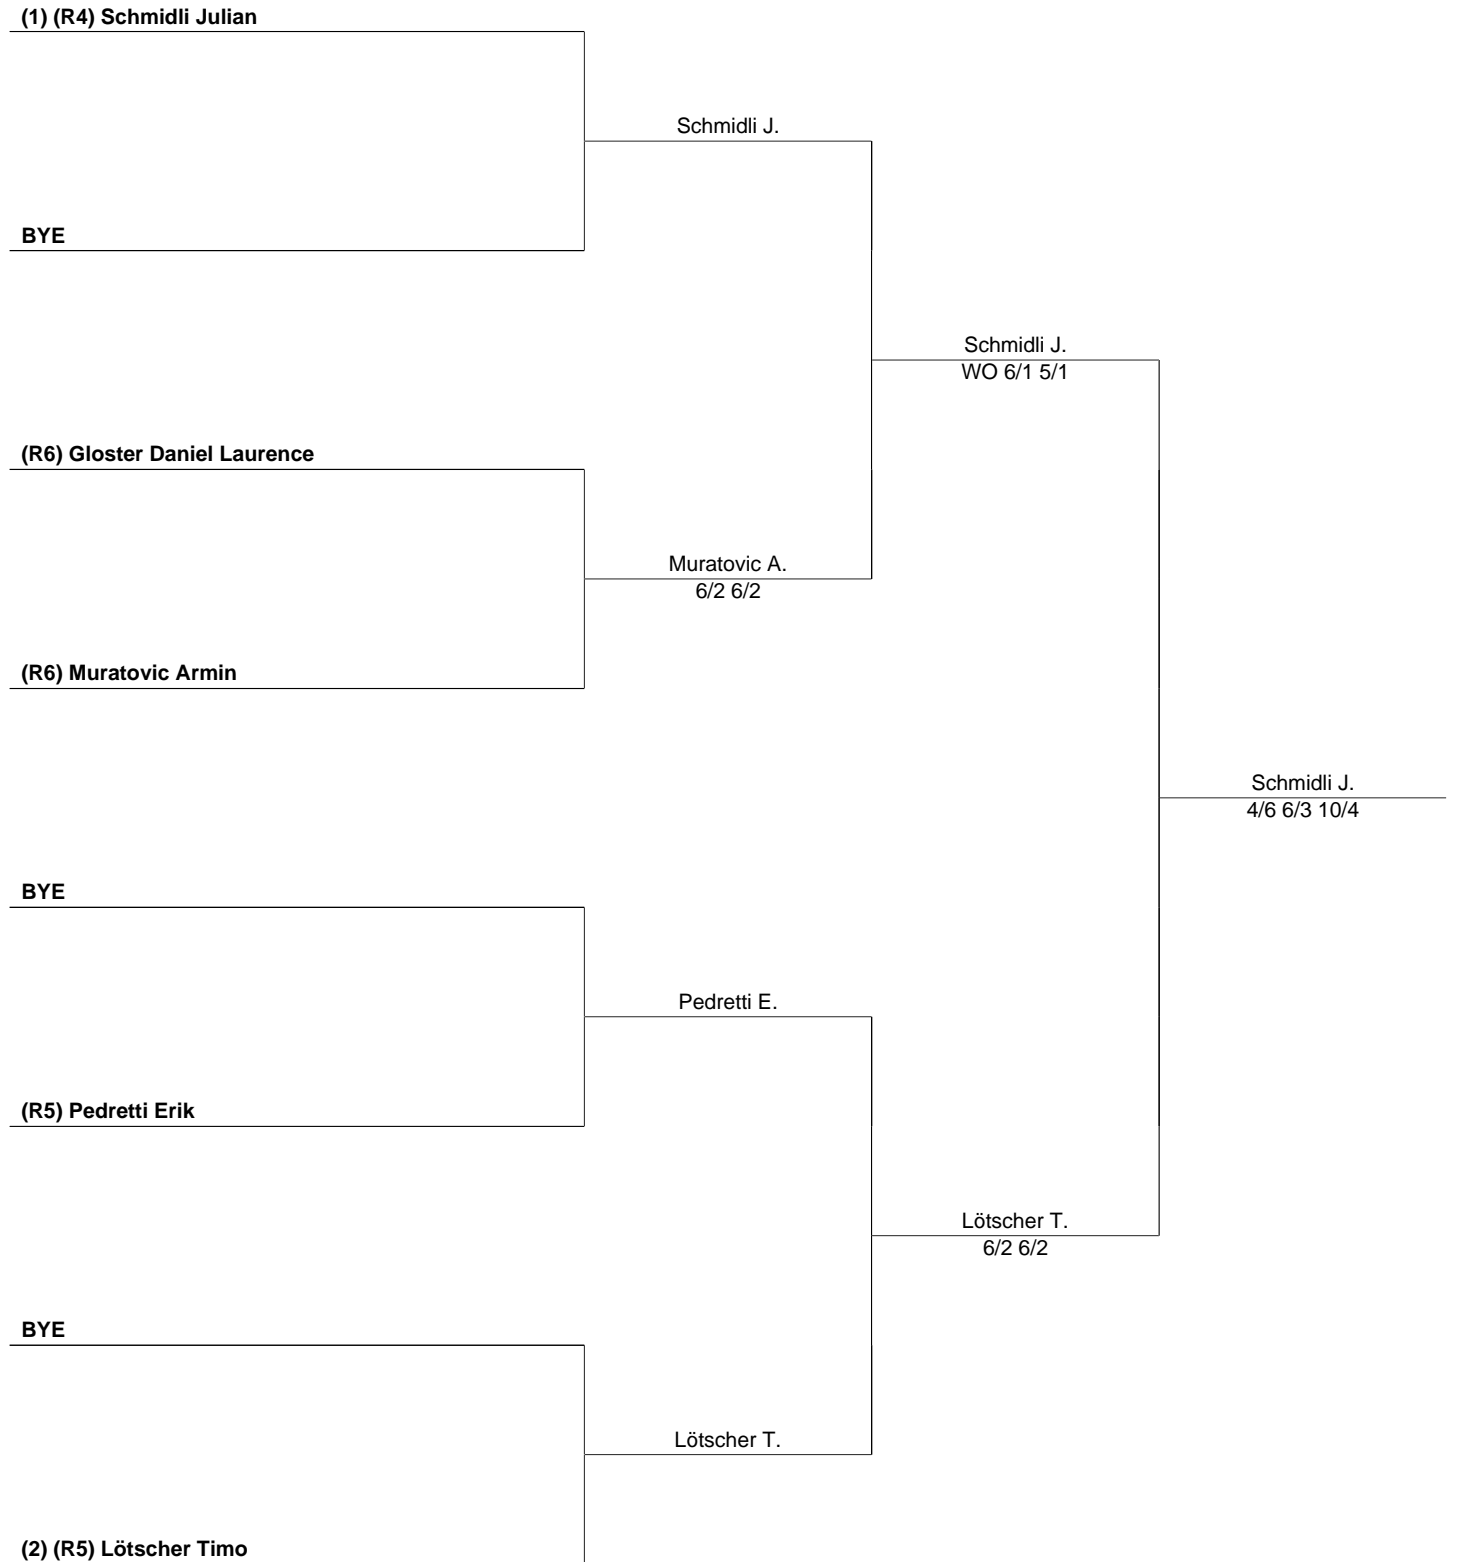 (1) (R4) Schmidli Julian
Schmidli J.
BYE
Schmidli J.
WO 6/1 5/1
(R6) Gloster Daniel Laurence
Muratovic A.
6/2 6/2
(R6) Muratovic Armin
Schmidli J.
4/6 6/3 10/4
BYE
Pedretti E.
(R5) Pedretti Erik
Lötscher T.
6/2 6/2
BYE
Lötscher T.
(2) (R5) Lötscher Timo